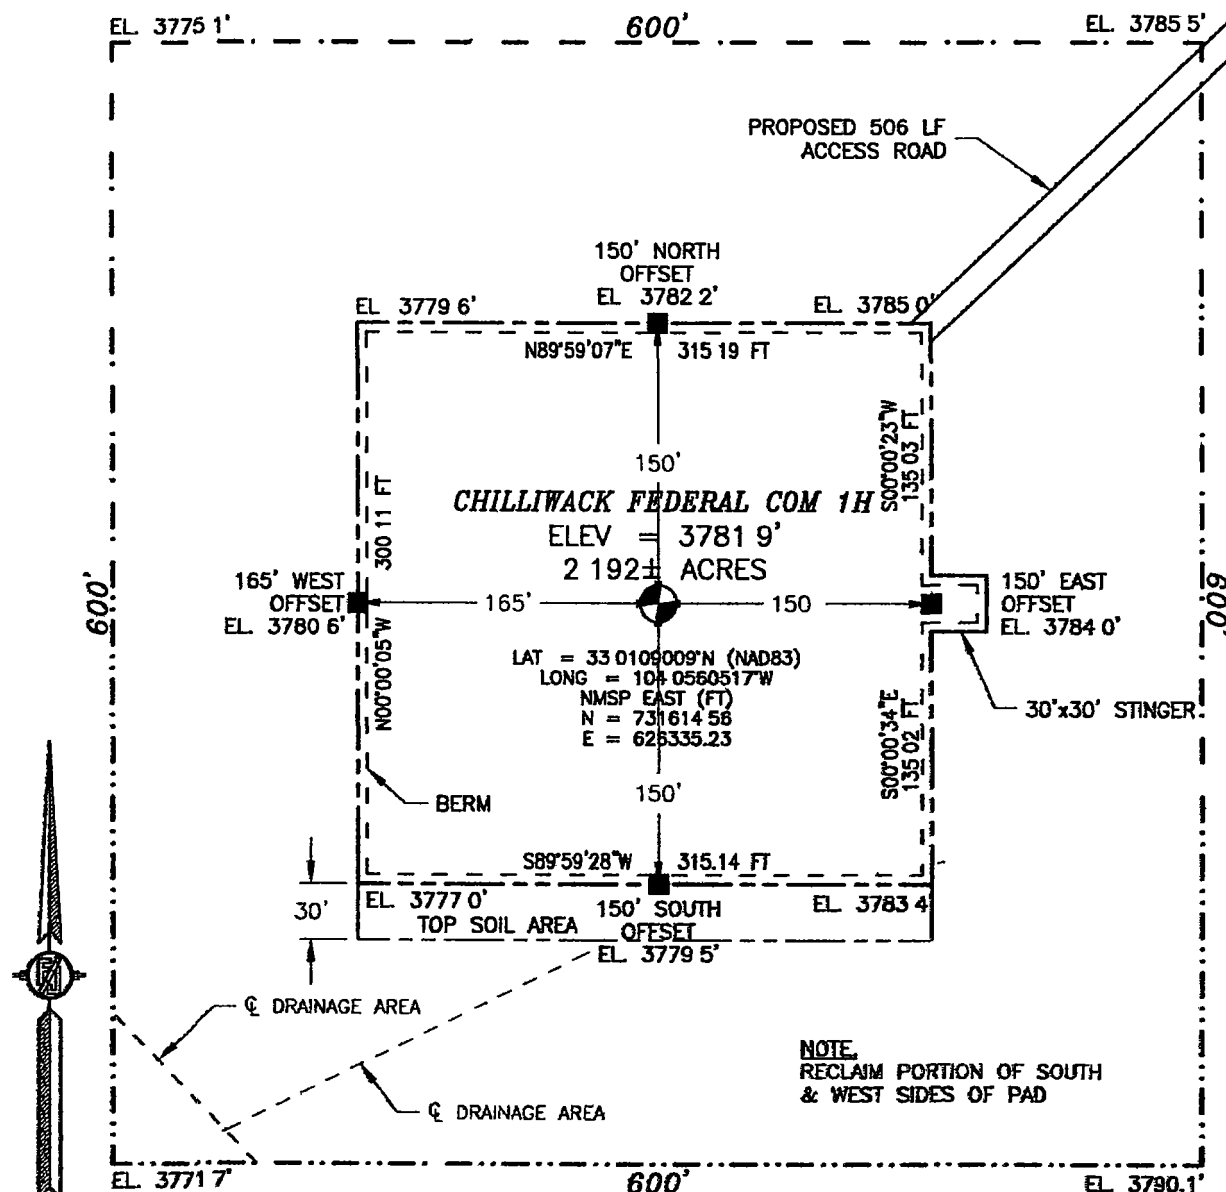 EL. 3775 1'
600'
EL. 3785 5'
PROPOSED 506 LF
ACCESS ROAD
150' NORTH
OFFSET
EL 3782 2'
EL 3779 6'
EL. 3785 0'
N89°59'07"E 315 19 FT
S00°00'23"W
135 03 FT
150'
CHILLIWACK FEDERAL COM 1H
ELEV = 3781 9'
2 192± ACRES
300 11 FT
N00°00'05"W
600'
165' WEST
OFFSET
EL. 3780 6'
165'
150
150' EAST
OFFSET
EL. 3784 0'
600'
LAT = 33 0109009°N (NAD83)
LONG = 104 0560517°W
NMSP EAST (FT)
N = 731614 56
E = 626335.23
30'x30' STINGER
S00°00'34"E
135 02 FT
BERM
150'
S89°59'28"W 315.14 FT
30'
EL. 3777 0'
TOP SOIL AREA
150' SOUTH
OFFSET
EL. 3779 5'
EL. 3783 4
℄ DRAINAGE AREA
℄ DRAINAGE AREA
NOTE.
RECLAIM PORTION OF SOUTH
& WEST SIDES OF PAD
EL. 3771 7'
600'
EL. 3790.1'